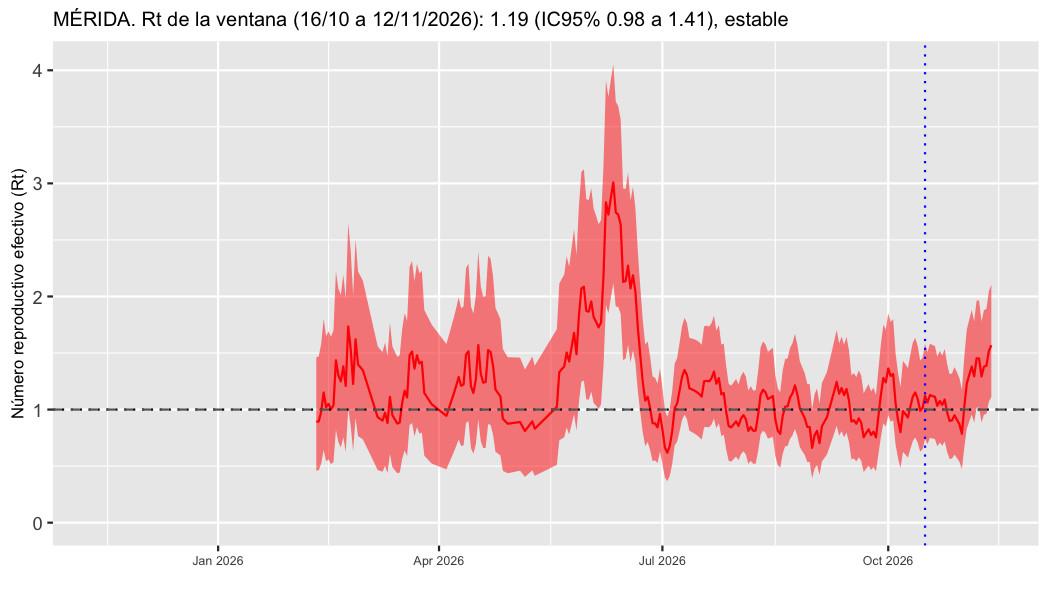 MÉRIDA. Rt de la ventana (16/10 a 12/11/2026): 1.19 (IC95% 0.98 a 1.41), estable
Número reproductivo efectivo (Rt)
4
3
2
1
0
Jan 2026
Apr 2026
Jul 2026
Oct 2026